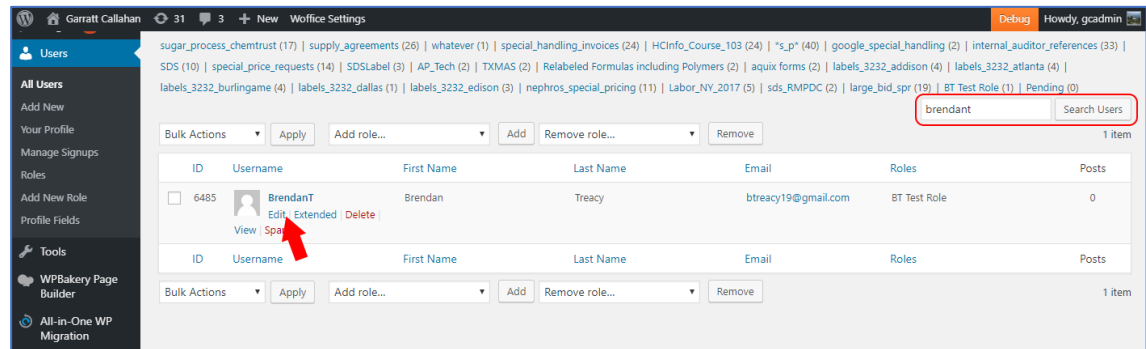 Garratt Callahan 31 3 + New Woffice Settings Debug Howdy, gcadmin
Users
All Users
Add New
Your Profile
Manage Signups
Roles
Add New Role
Profile Fields
Tools
WPBakery Page
Builder
All-in-One WP
Migration
sugar_process_chemtrust (17) | supply_agreements (26) | whatever (1) | special_handling_invoices (24) | HCInfo_Course_103 (24) | *s_p* (40) | google_special_handling (2) | internal_auditor_references (33) |
SDS (10) | special_price_requests (14) | SDSLabel (3) | AP_Tech (2) | TXMAS (2) | Relabeled Formulas including Polymers (2) | aquix forms (2) | labels_3232_addison (4) | labels_3232_atlanta (4) |
labels_3232_burlingame (4) | labels_3232_dallas (1) | labels_3232_edison (3) | nephros_special_pricing (11) | Labor_NY_2017 (5) | sds_RMPDC (2) | large_bid_spr (19) | BT Test Role (1) | Pending (0)
brendant Search Users
Bulk Actions Apply Add role... Add Remove role... Remove 1 item
ID Username First Name Last Name Email Roles Posts
6485 BrendanT Brendan Treacy btreacy19@gmail.com BT Test Role 0
Edit | Extended | Delete |
View |
ID Username First Name Last Name Email Roles Posts
Bulk Actions Apply Add role... Add Remove role... Remove 1 item